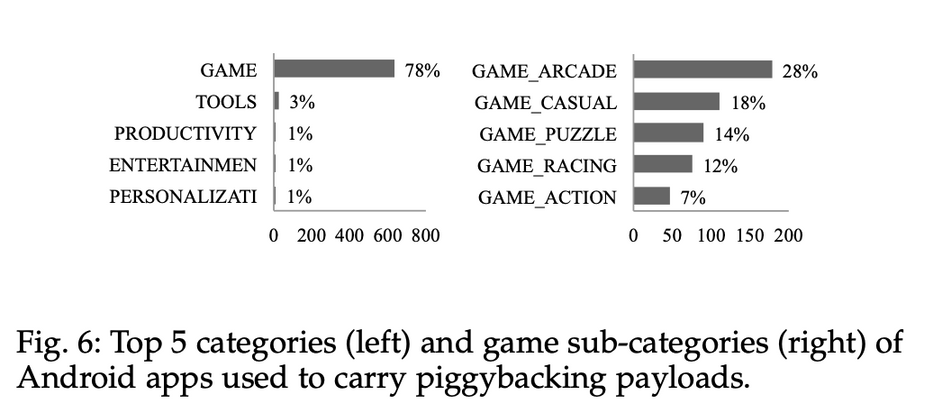 GAME 78%
TOOLS 3%
PRODUCTIVITY 1%
ENTERTAINMEN 1%
PERSONALIZATI 1%
0 200 400 600 800
GAME_ARCADE 28%
GAME_CASUAL 18%
GAME_PUZZLE 14%
GAME_RACING 12%
GAME_ACTION 7%
0 50 100 150 200
Fig. 6: Top 5 categories (left) and game sub-categories (right) of
Android apps used to carry piggybacking payloads.